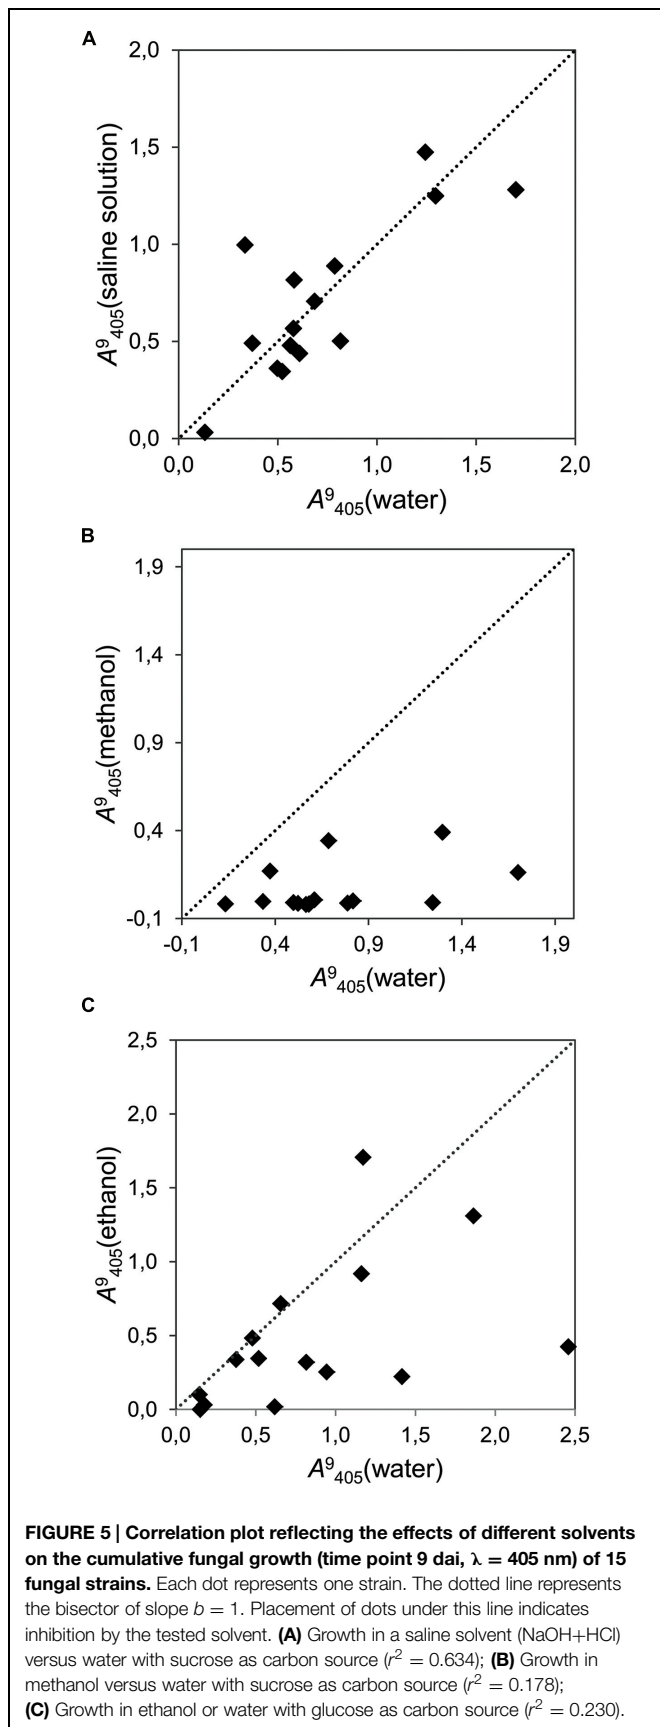 A
2,0
1,5
1,0
0,5
0,0
A⁹₄₀₅(saline solution)
0,0 0,5 1,0 1,5 2,0
A⁹₄₀₅(water)
B
1,9
1,4
0,9
0,4
-0,1
A⁹₄₀₅(methanol)
-0,1 0,4 0,9 1,4 1,9
A⁹₄₀₅(water)
C
2,5
2,0
1,5
1,0
0,5
0,0
A⁹₄₀₅(ethanol)
0,0 0,5 1,0 1,5 2,0 2,5
A⁹₄₀₅(water)
FIGURE 5 | Correlation plot reflecting the effects of different solvents
on the cumulative fungal growth (time point 9 dai, λ = 405 nm) of 15
fungal strains. Each dot represents one strain. The dotted line represents
the bisector of slope b = 1. Placement of dots under this line indicates
inhibition by the tested solvent. (A) Growth in a saline solvent (NaOH+HCl)
versus water with sucrose as carbon source (r² = 0.634); (B) Growth in
methanol versus water with sucrose as carbon source (r² = 0.178);
(C) Growth in ethanol or water with glucose as carbon source (r² = 0.230).